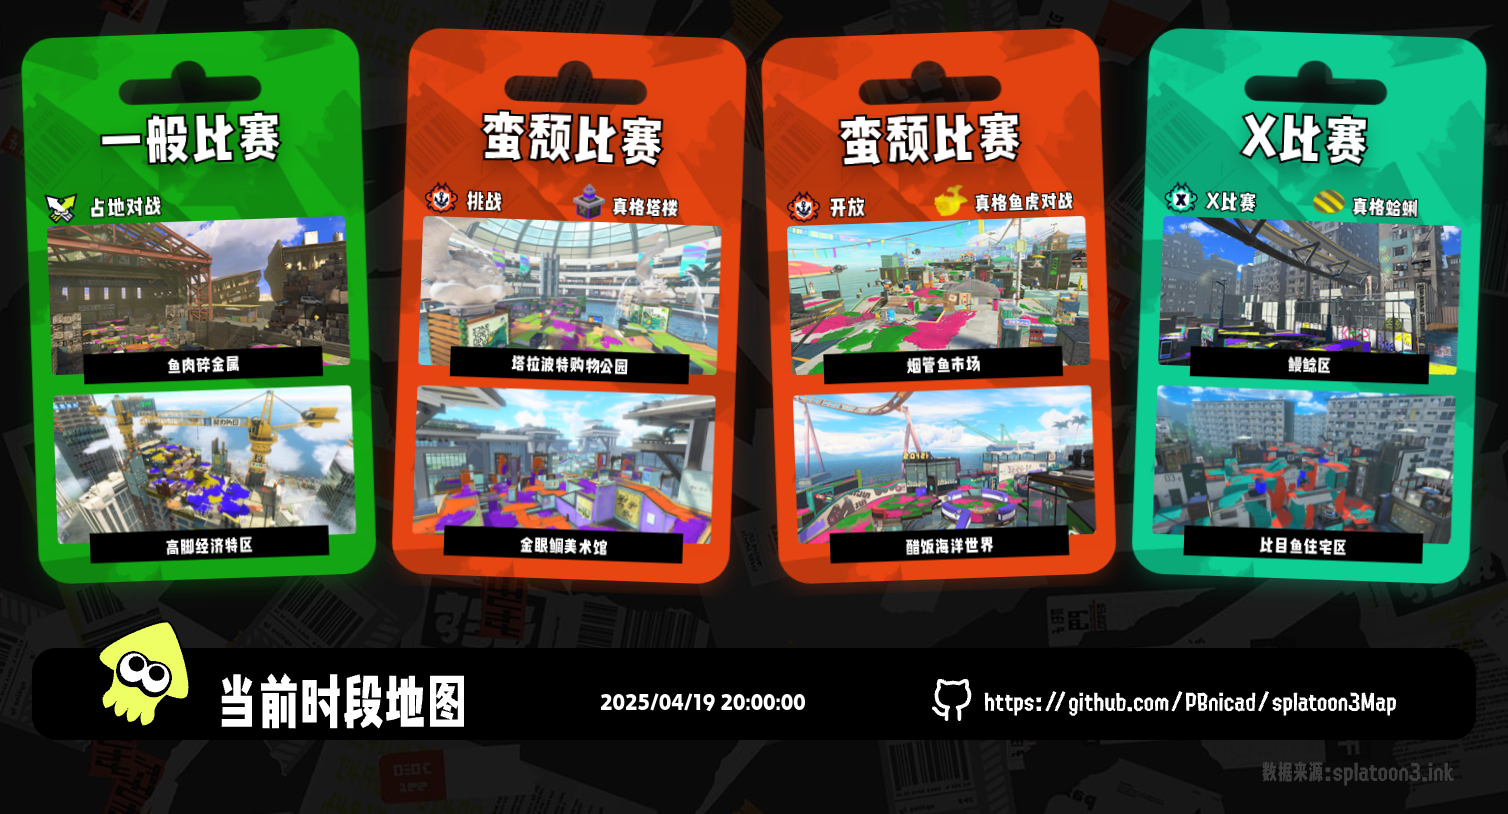 一般比赛
占地对战
鱼肉碎金属
高脚经济特区
蛮颓比赛
挑战
真格塔楼
塔拉波特购物公园
金眼鲷美术馆
蛮颓比赛
开放
真格鱼虎对战
烟管鱼市场
醋饭海洋世界
X比赛
X比赛
真格蛤蜊
鳗鲶区
比目鱼住宅区
当前时段地图
2025/04/19 20:00:00
https://github.com/PBnicad/splatoon3Map
数据来源:splatoon3.ink